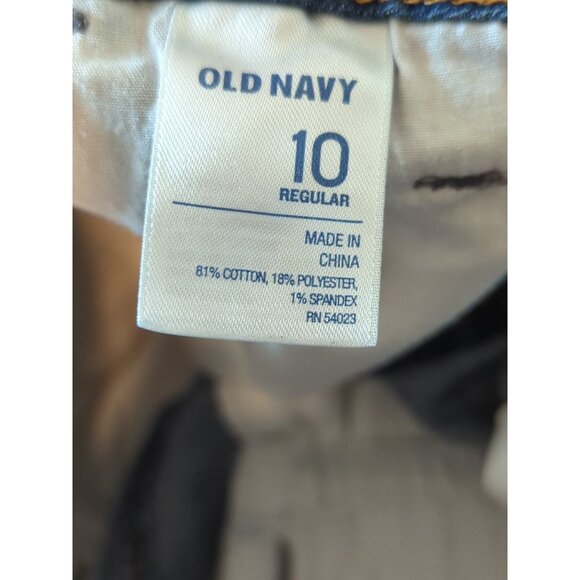 OLD NAVY
10
REGULAR
MADE IN
CHINA
81% COTTON, 18% POLYESTER,
1% SPANDEX
RN 54023